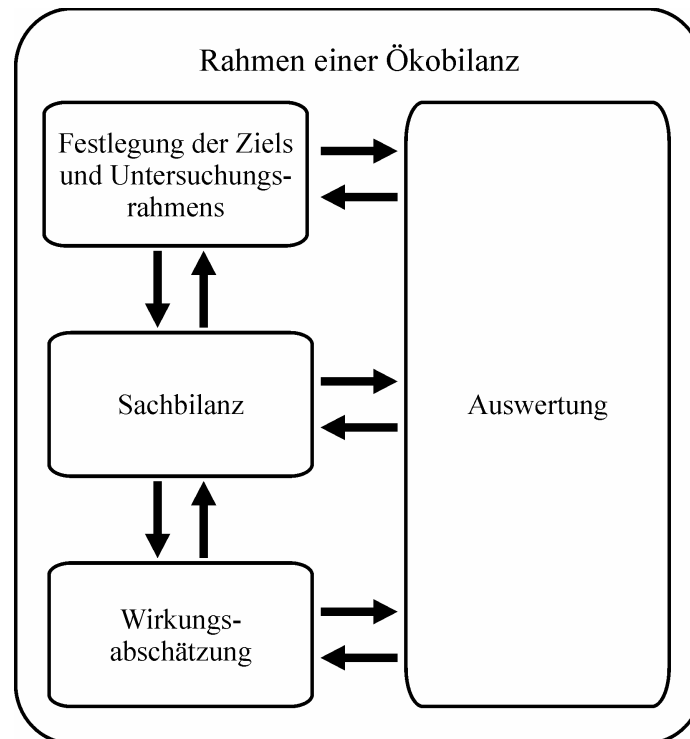 Rahmen einer Ökobilanz
Festlegung der Ziels
und Untersuchungs-
rahmens
Sachbilanz
Auswertung
Wirkungs-
abschätzung